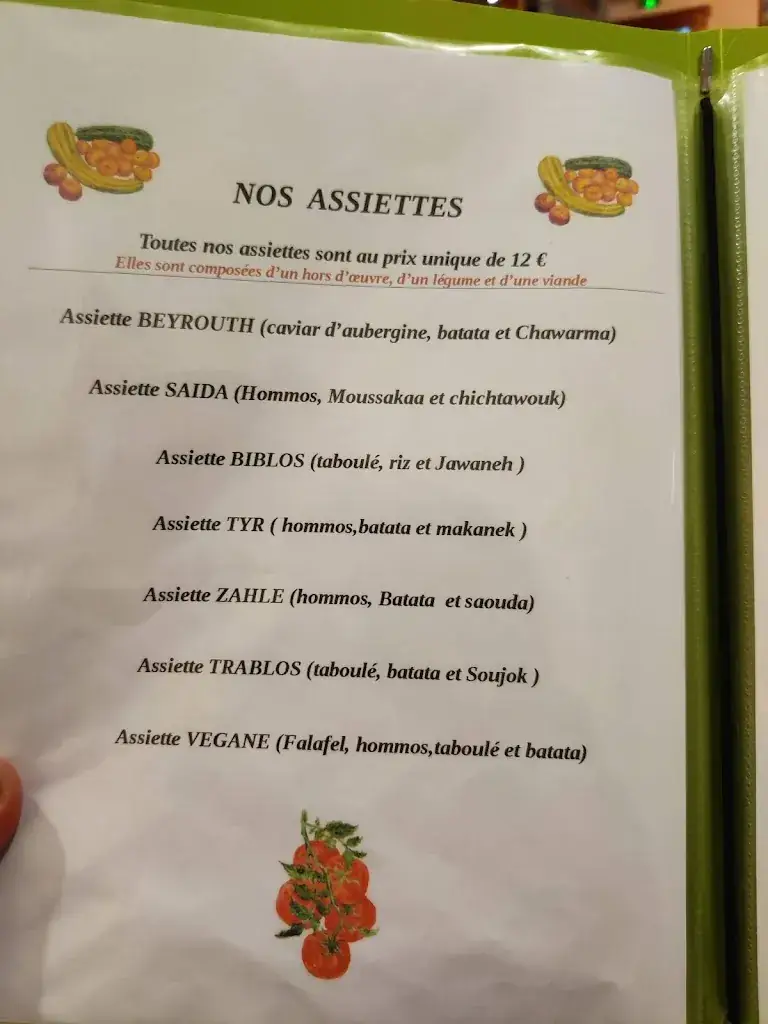 NOS ASSIETTES
Toutes nos assiettes sont au prix unique de 12 €
Elles sont composées d'un hors d'œuvre, d'un légume et d'une viande
Assiette BEYROUTH (caviar d'aubergine, batata et Chawarma)
Assiette SAIDA (Hommos, Moussakaa et chichtawouk)
Assiette BIBLOS (taboulé, riz et Jawaneh )
Assiette TYR ( hommos,batata et makanek )
Assiette ZAHLE (hommos, Batata et saouda)
Assiette TRABLOS (taboulé, batata et Soujok )
Assiette VEGANE (Falafel, hommos,taboulé et batata)